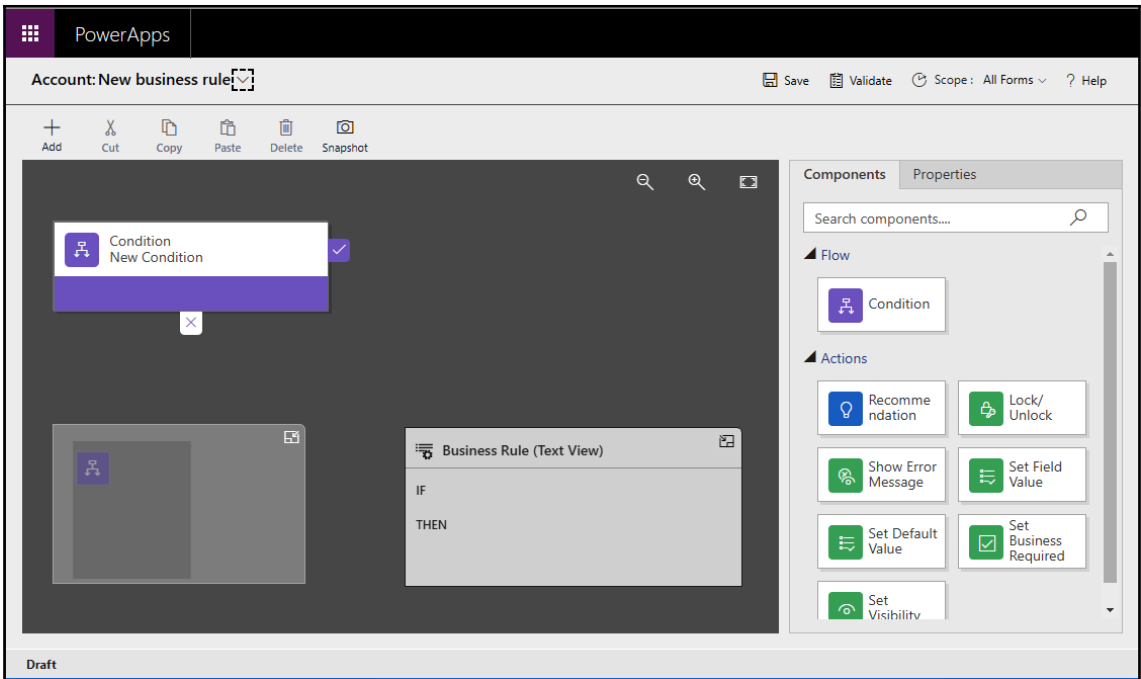 PowerApps
Account: New business rule
Save Validate Scope : All Forms ? Help
Add Cut Copy Paste Delete Snapshot
Components Properties
Search components....
Condition
New Condition
Flow
Condition
Actions
Recomme
ndation
Lock/
Unlock
Show Error
Message
Set Field
Value
Set Default
Value
Set
Business
Required
Set
Visibility
Business Rule (Text View)
IF
THEN
Draft